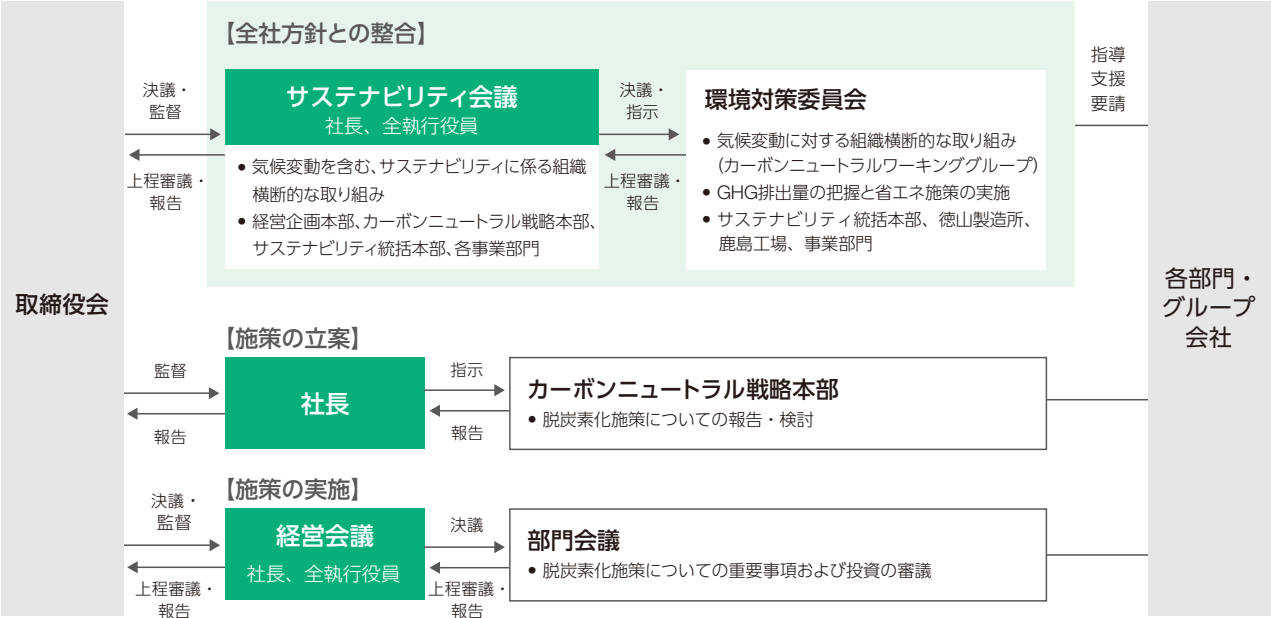 取締役会
【全社方針との整合】
決議・
監督
上程審議・
報告
サステナビリティ会議
社長、全執行役員
• 気候変動を含む、サステナビリティに係る組織
横断的な取り組み
• 経営企画本部、カーボンニュートラル戦略本部、
サステナビリティ統括本部、各事業部門
決議・
指示
上程審議・
報告
環境対策委員会
• 気候変動に対する組織横断的な取り組み
(カーボンニュートラルワーキンググループ)
• GHG排出量の把握と省エネ施策の実施
• サステナビリティ統括本部、徳山製造所、
鹿島工場、事業部門
指導
支援
要請
各部門・
グループ
会社
【施策の立案】
監督
報告
社長
指示
報告
カーボンニュートラル戦略本部
• 脱炭素化施策についての報告・検討
【施策の実施】
決議・
監督
上程審議・
報告
経営会議
社長、全執行役員
決議
上程審議・
報告
部門会議
• 脱炭素化施策についての重要事項および投資の審議